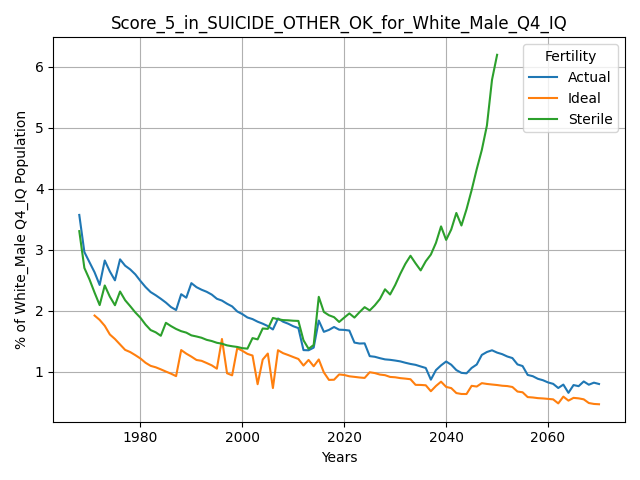 Score_5_in_SUICIDE_OTHER_OK_for_White_Male_Q4_IQ
Fertility
Actual
Ideal
Sterile
% of White_Male Q4_IQ Population
6
5
4
3
2
1
1980
2000
2020
2040
2060
Years